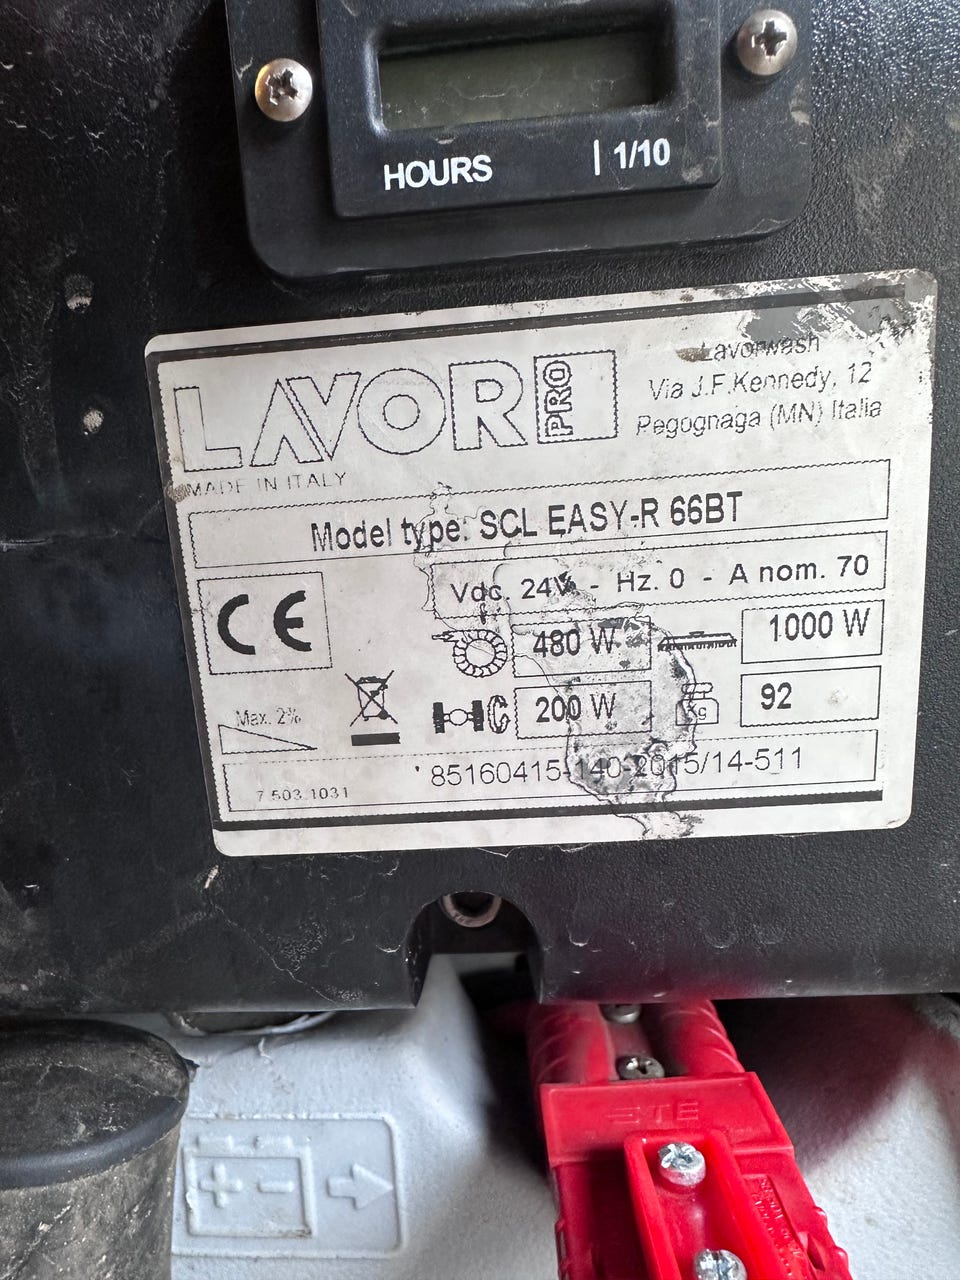 HOURS | 1/10
LAVOR PRO
Lavorwash
Via J.F.Kennedy, 12
Pegognaga (MN) Italia
MADE IN ITALY
Model type: SCL EASY-R 66BT
Vdc. 24V - Hz. 0 - A nom. 70
CE
480 W
1000 W
Max. 2%
200 W
Kg
92
85160415-140-2015/14-511
7.503.1031
+ -